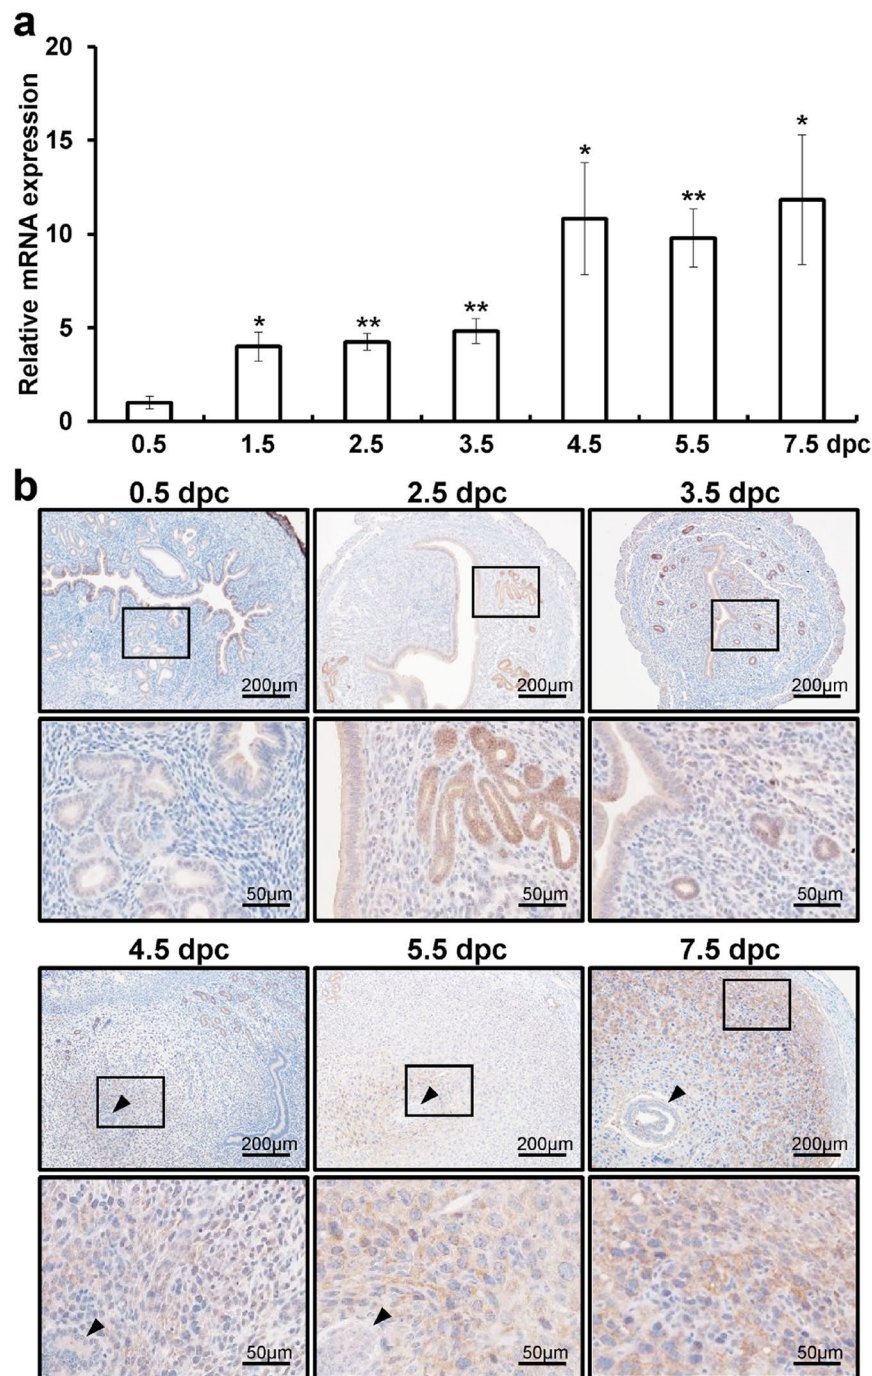 a
Relative mRNA expression
20
15
10
5
0
*
**
**
*
**
*
0.5 1.5 2.5 3.5 4.5 5.5 7.5 dpc
b
0.5 dpc 2.5 dpc 3.5 dpc
200µm 200µm 200µm
50µm 50µm 50µm
4.5 dpc 5.5 dpc 7.5 dpc
200µm 200µm 200µm
50µm 50µm 50µm